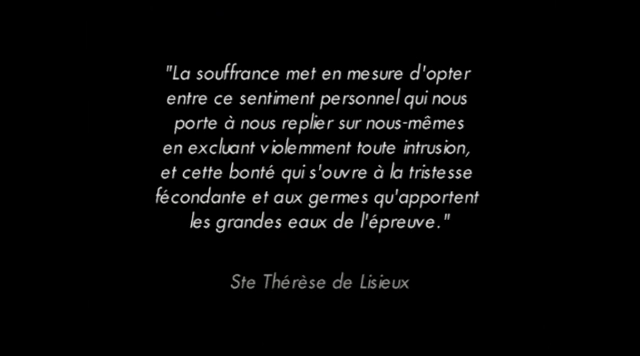 "La souffrance met en mesure d'opter
entre ce sentiment personnel qui nous
porte à nous replier sur nous-mêmes
en excluant violemment toute intrusion,
et cette bonté qui s'ouvre à la tristesse
fécondante et aux germes qu'apportent
les grandes eaux de l'épreuve."
Ste Thérèse de Lisieux